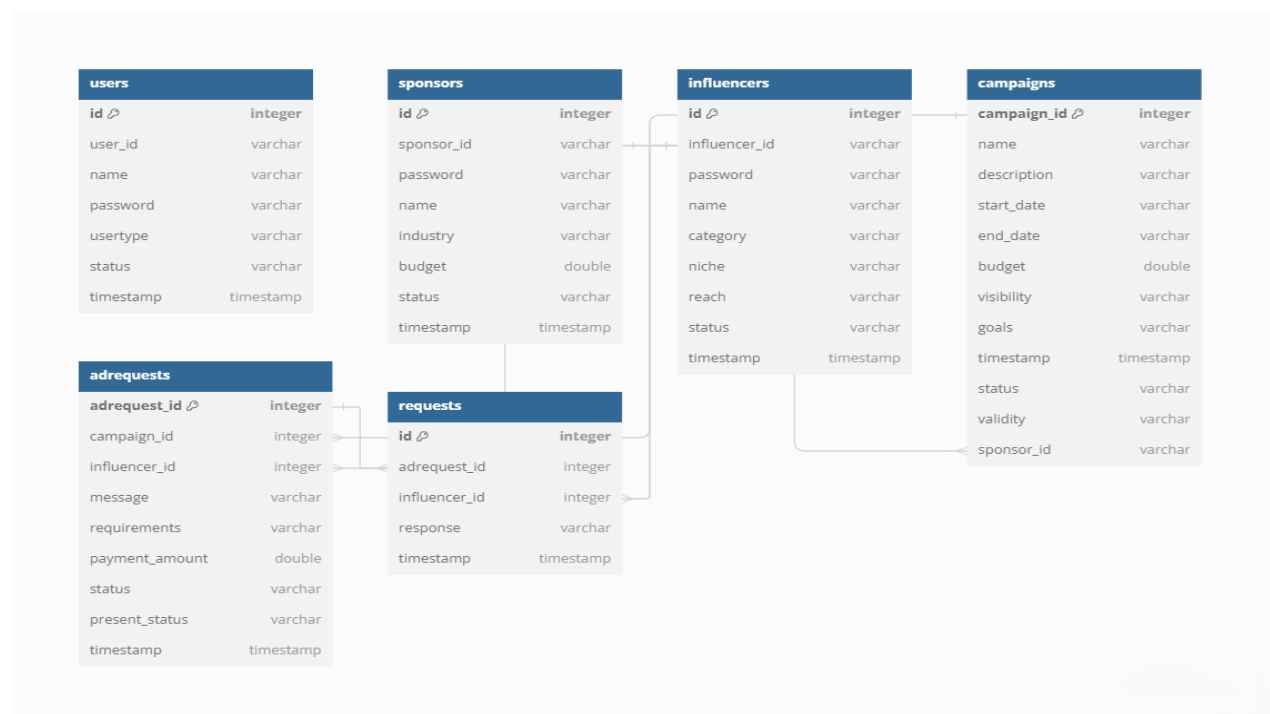 users
id integer
user_id varchar
name varchar
password varchar
usertype varchar
status varchar
timestamp timestamp
sponsors
id integer
sponsor_id varchar
password varchar
name varchar
industry varchar
budget double
status varchar
timestamp timestamp
influencers
id integer
influencer_id varchar
password varchar
name varchar
category varchar
niche varchar
reach varchar
status varchar
timestamp timestamp
campaigns
campaign_id integer
name varchar
description varchar
start_date varchar
end_date varchar
budget double
visibility varchar
goals varchar
timestamp timestamp
status varchar
validity varchar
sponsor_id varchar
adrequests
adrequest_id integer
campaign_id integer
influencer_id integer
message varchar
requirements varchar
payment_amount double
status varchar
present_status varchar
timestamp timestamp
requests
id integer
adrequest_id integer
influencer_id integer
response varchar
timestamp timestamp